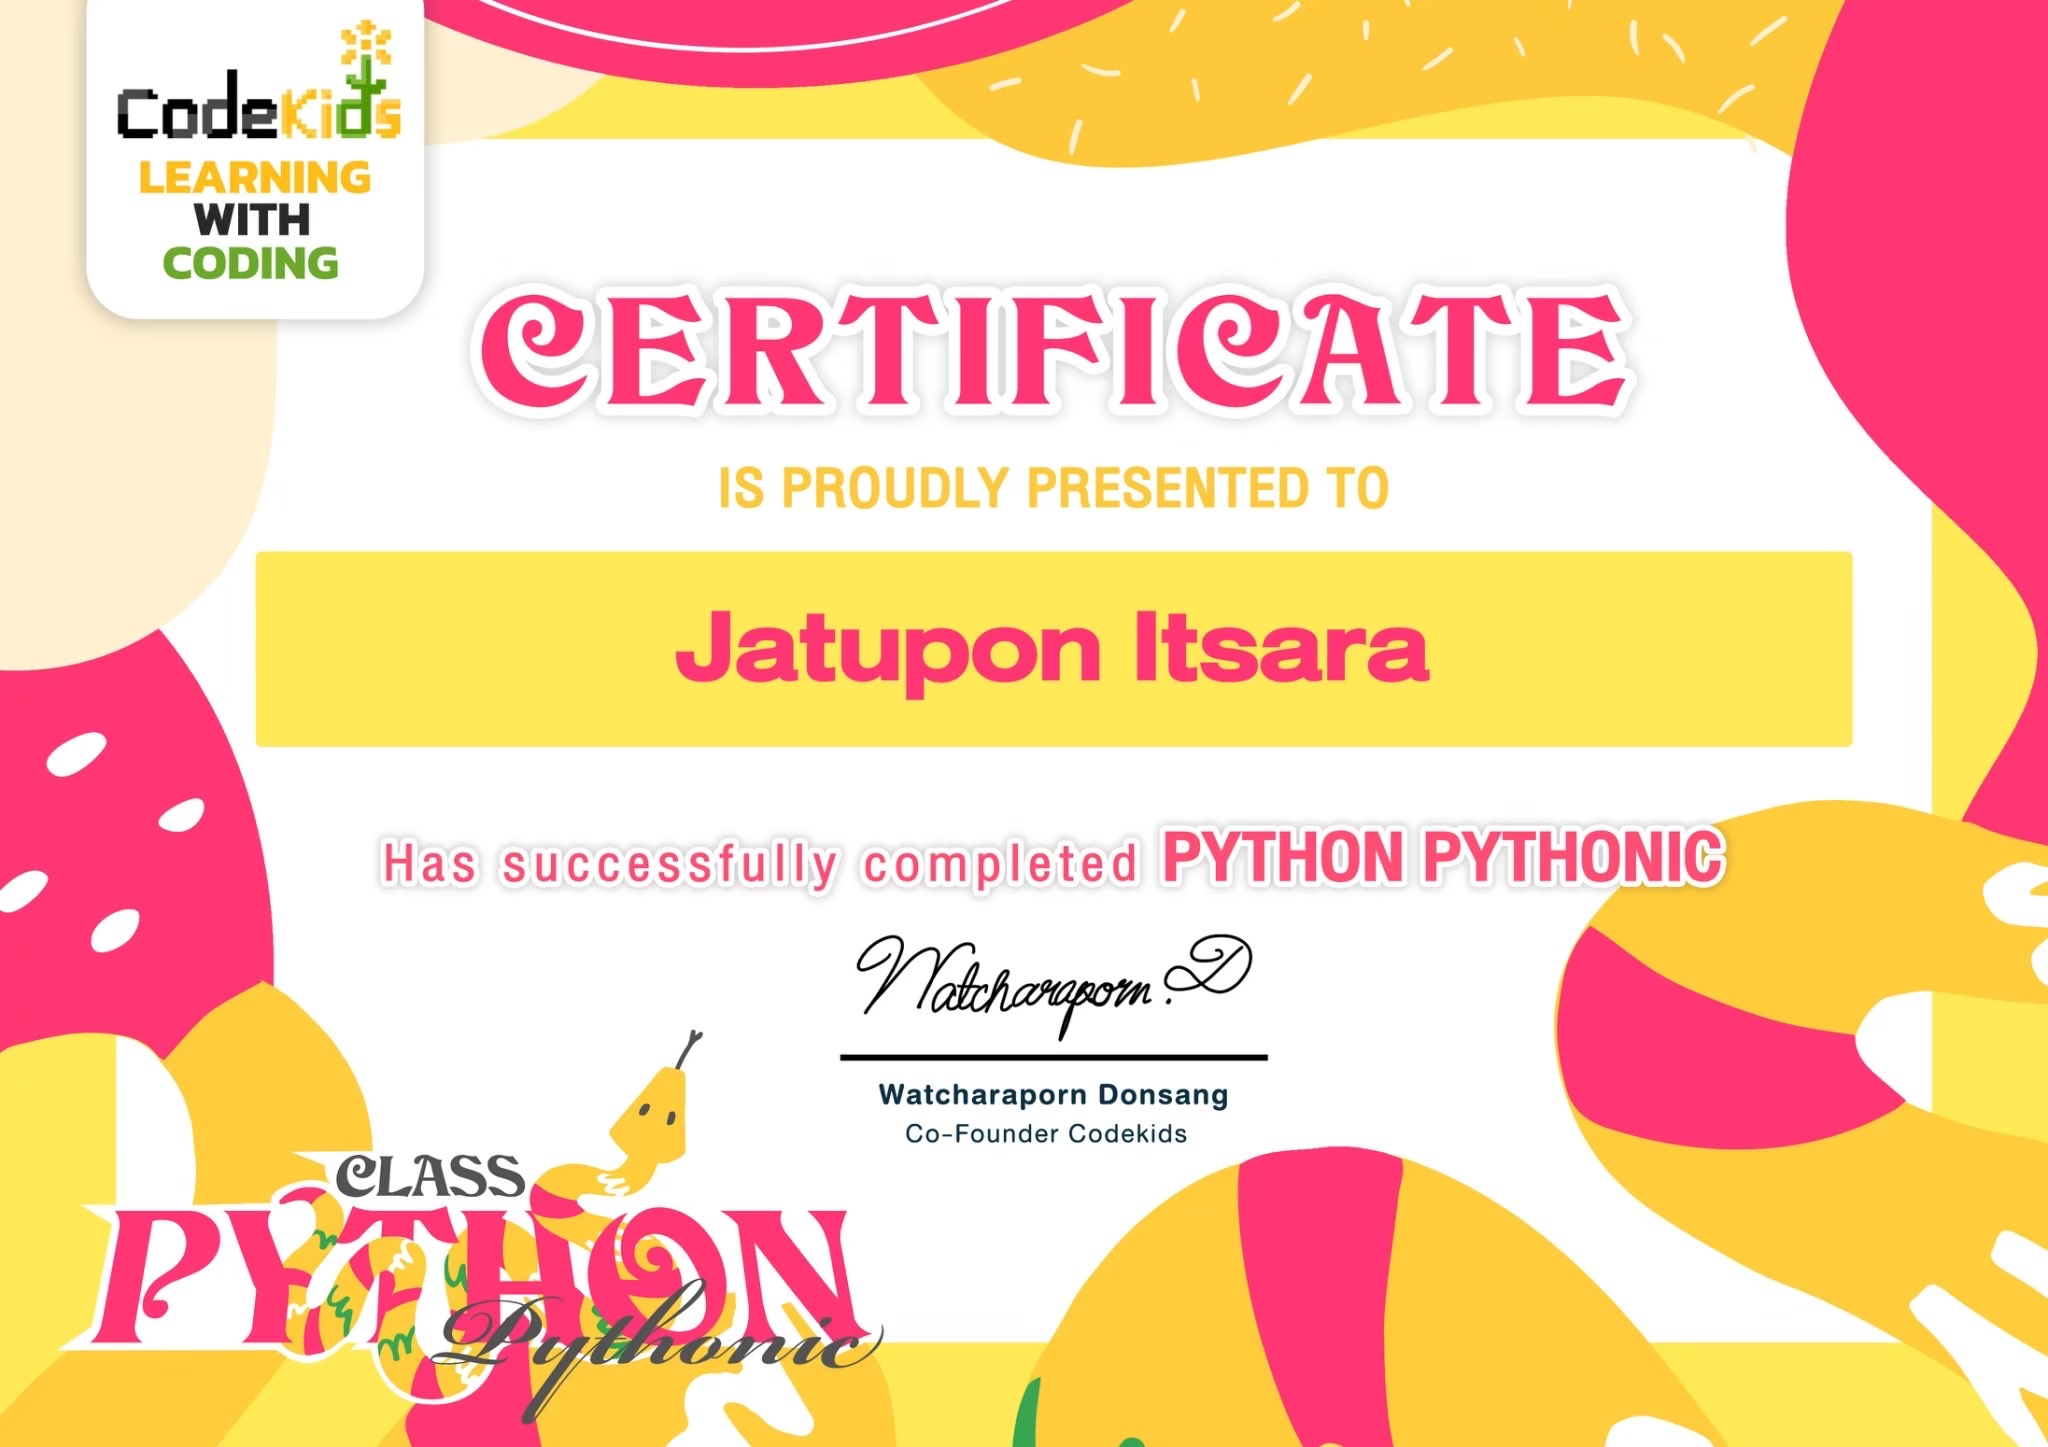 CodeKids
LEARNING
WITH
CODING
CERTIFICATE
IS PROUDLY PRESENTED TO
Jatupon Itsara
Has successfully completed PYTHON PYTHONIC
Watcharaporn.D
Watcharaporn Donsang
Co-Founder Codekids
CLASS
PYTHON
Pythonic